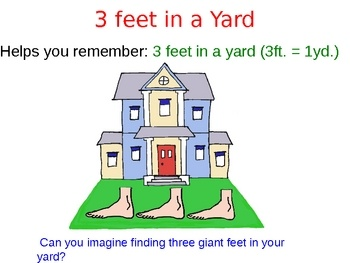 3 feet in a Yard
Helps you remember: 3 feet in a yard (3ft. = 1yd.)
Can you imagine finding three giant feet in your
yard?